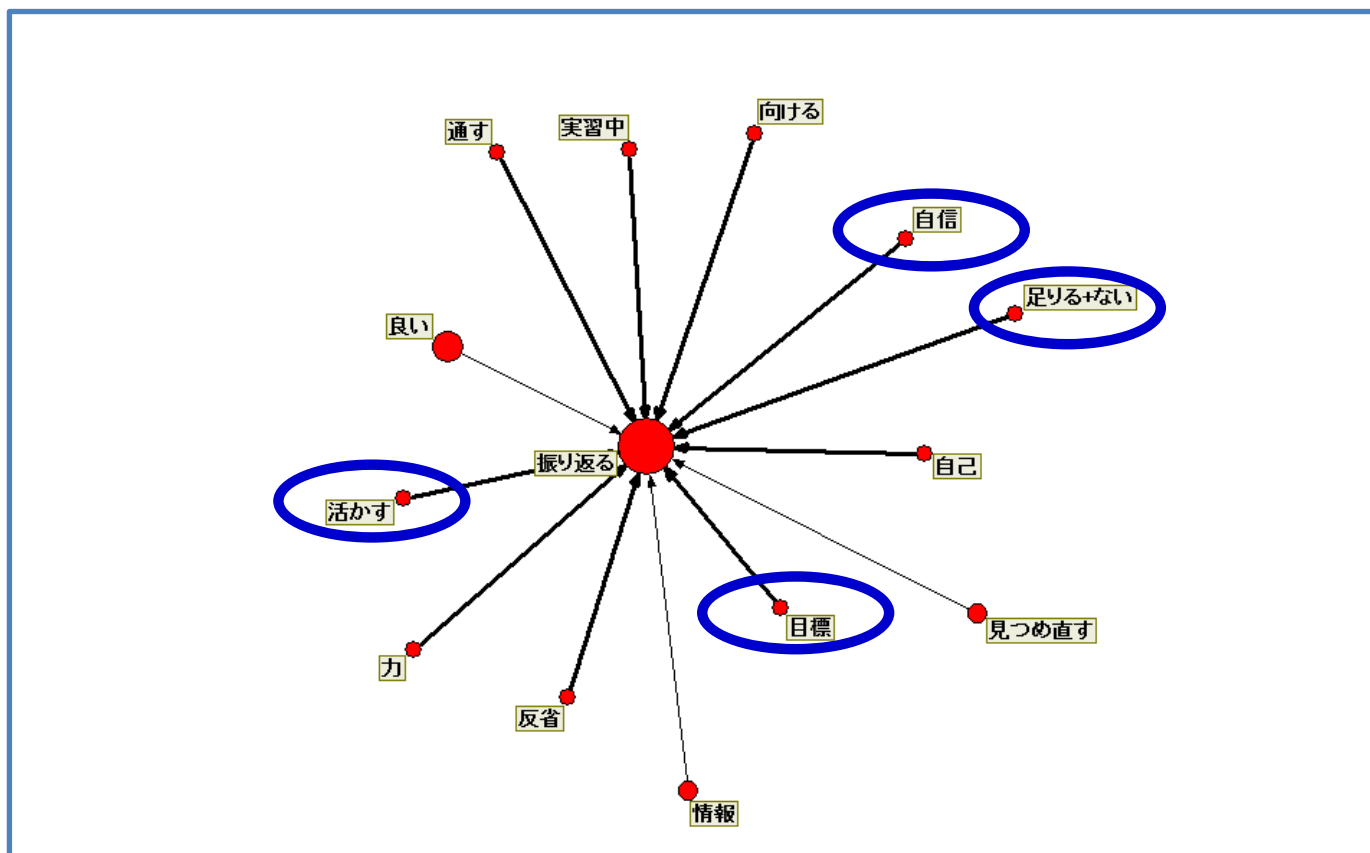 通す
実習中
向ける
自信
足りる+ない
良い
振り返る
自己
活かす
目標
見つめ直す
力
反省
情報